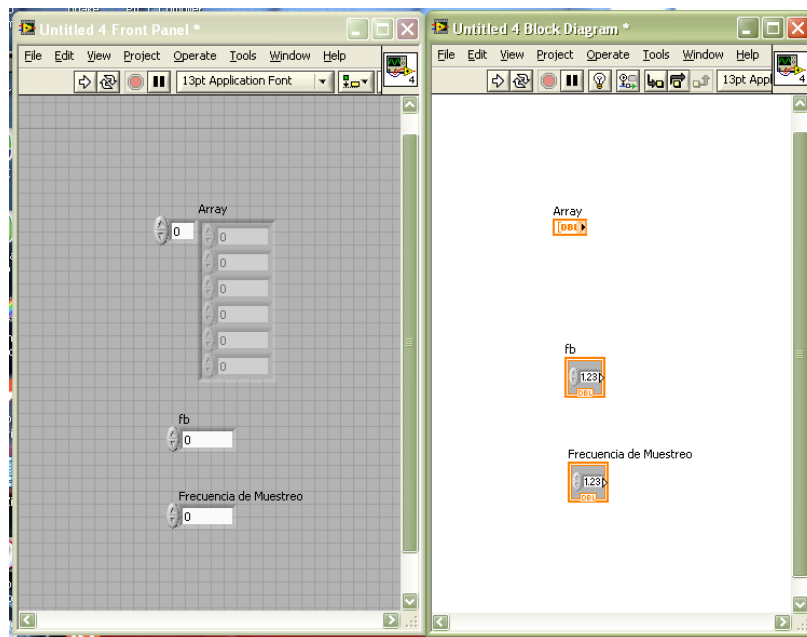 Untitled 4 Front Panel *
File Edit View Project Operate Tools Window Help
13pt Application Font
4
Array
0
0
0
0
0
0
0
fb
0
Frecuencia de Muestreo
0
Untitled 4 Block Diagram *
File Edit View Project Operate Tools Window Help
13pt Appl
4
Array
DBL
fb
1.23
DBL
Frecuencia de Muestreo
1.23
DBL